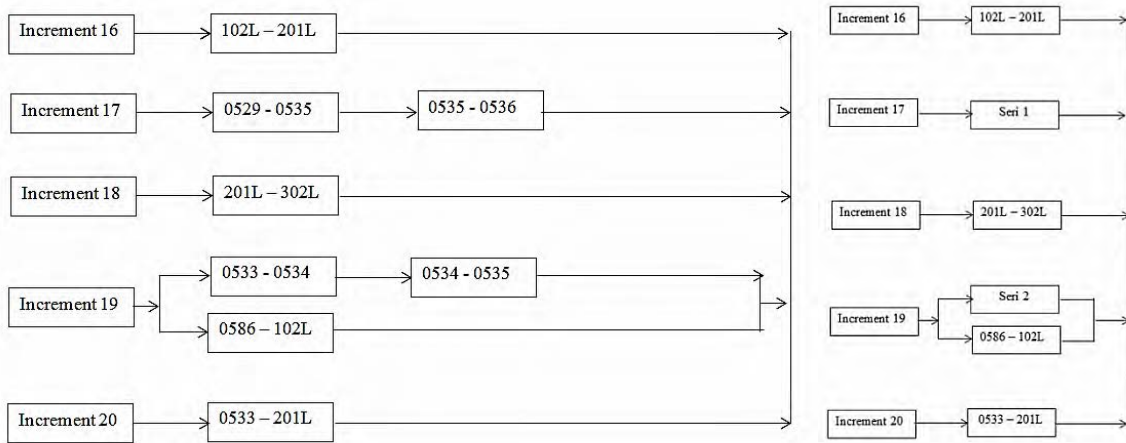 Increment 16
102L – 201L
Increment 17
0529 - 0535
0535 - 0536
Increment 18
201L – 302L
Increment 19
0533 - 0534
0534 - 0535
0586 – 102L
Increment 20
0533 – 201L
Increment 16
102L – 201L
Increment 17
Seri 1
Increment 18
201L – 302L
Increment 19
Seri 2
0586 – 102L
Increment 20
0533 – 201L